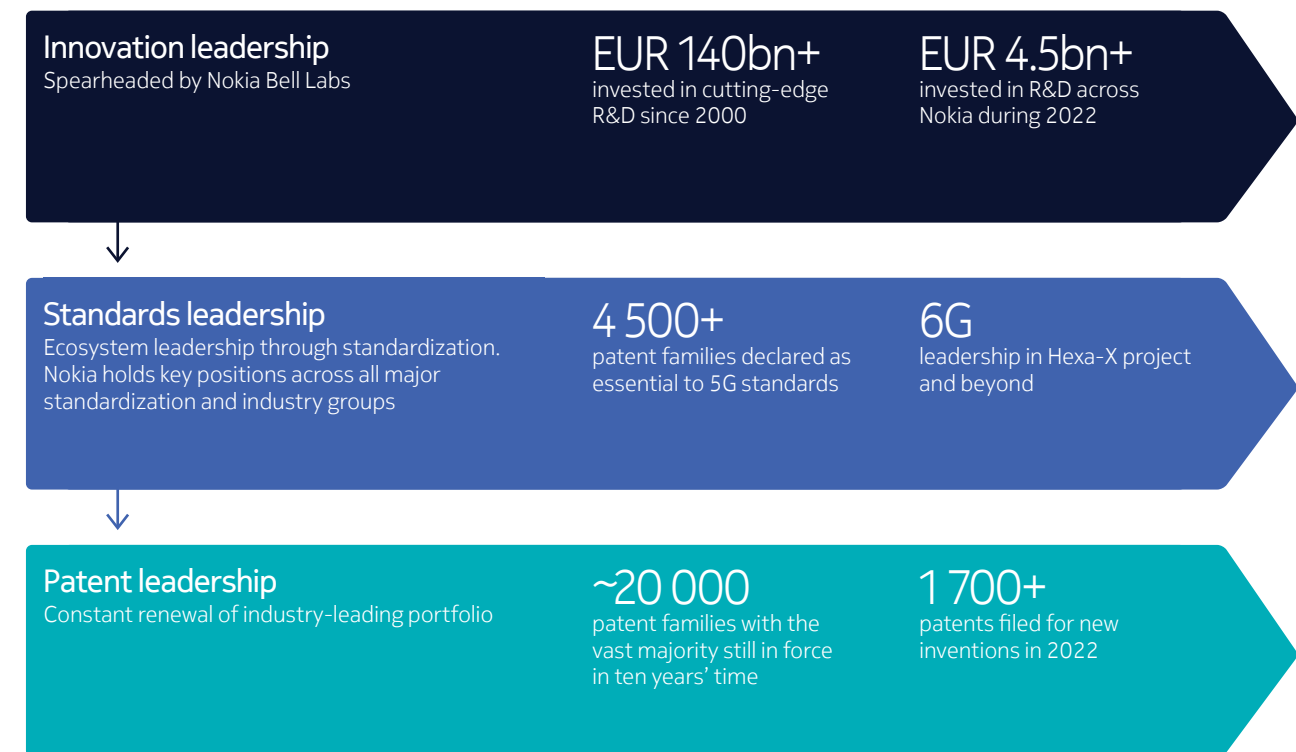 Innovation leadership
Spearheaded by Nokia Bell Labs
EUR 140bn+
invested in cutting-edge
R&D since 2000
EUR 4.5bn+
invested in R&D across
Nokia during 2022
Standards leadership
Ecosystem leadership through standardization.
Nokia holds key positions across all major
standardization and industry groups
4 500+
patent families declared as
essential to 5G standards
6G
leadership in Hexa-X project
and beyond
Patent leadership
Constant renewal of industry-leading portfolio
~20 000
patent families with the
vast majority still in force
in ten years’ time
1 700+
patents filed for new
inventions in 2022